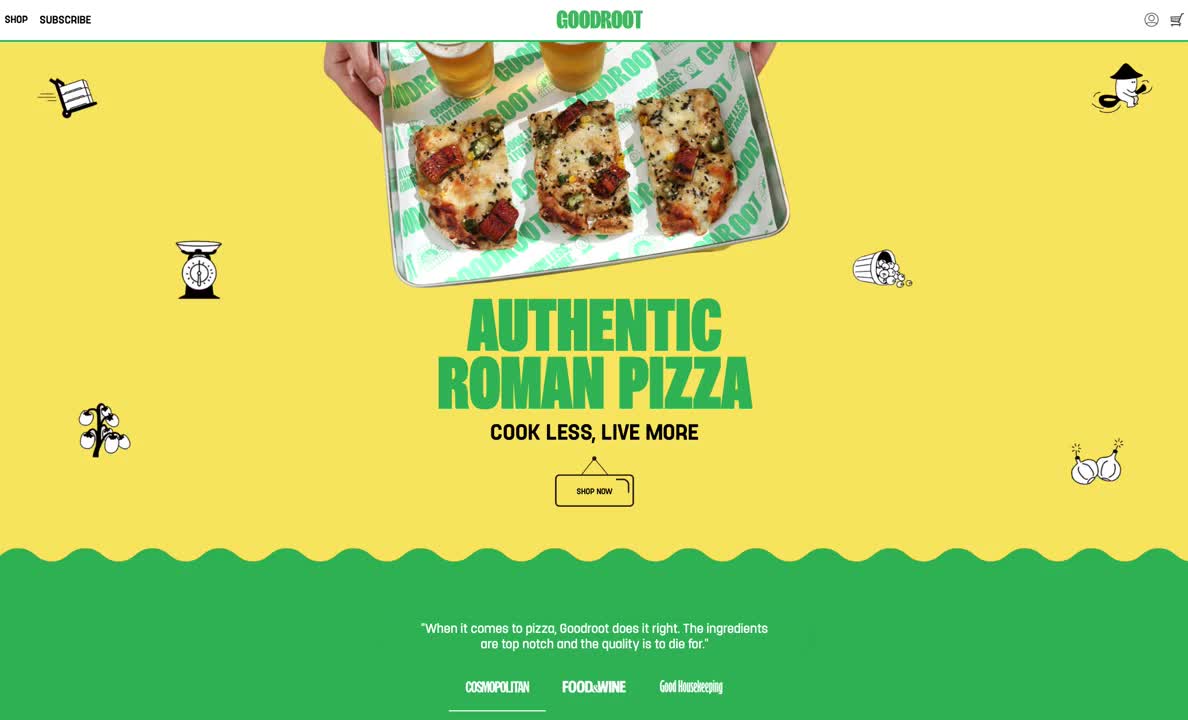 SHOP SUBSCRIBE GOODROOT
GOODROOT
AUTHENTIC
ROMAN PIZZA
COOK LESS, LIVE MORE
SHOP NOW
"When it comes to pizza, Goodroot does it right. The ingredients
are top notch and the quality is to die for."
COSMOPOLITAN FOOD&WINE Good Housekeeping